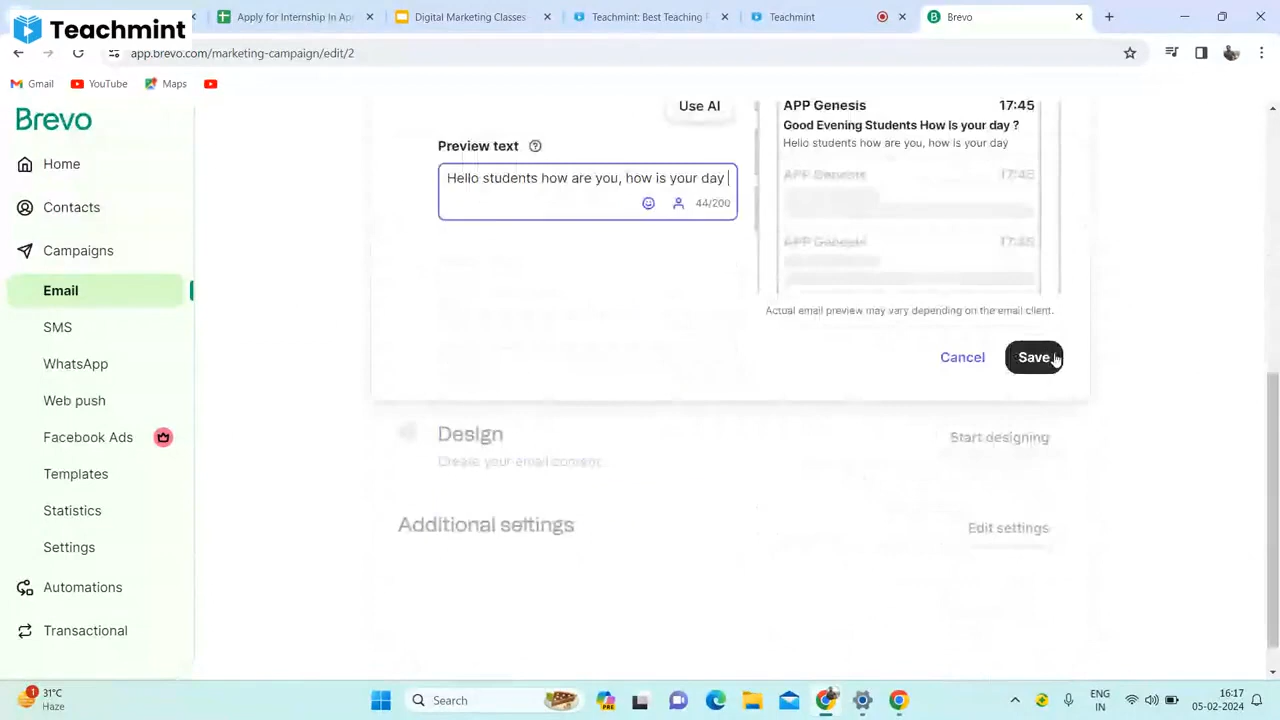 Teachmint
Apply for Internship In App
Digital Marketing Classes
Teachmint: Best Teaching
Teachmint
Brevo
app.brevo.com/marketing-campaign/edit/2
Gmail
YouTube
Maps
Brevo
Home
Contacts
Campaigns
Email
SMS
WhatsApp
Web push
Facebook Ads
Templates
Statistics
Settings
Automations
Transactional
Use AI
Preview text
Hello students how are you, how is your day
44/200
APP Genesis 17:45
Good Evening Students How Is your day ?
Hello students how are you, how is your day
APP Genesis 17:45
APP Genesis 17:45
Actual email preview may vary depending on the email client.
Cancel
Save
Design
Create your email content.
Start designing
Additional settings
Edit settings
1
31°C
Haze
Search
PRE
ENG
IN
16:17
05-02-2024